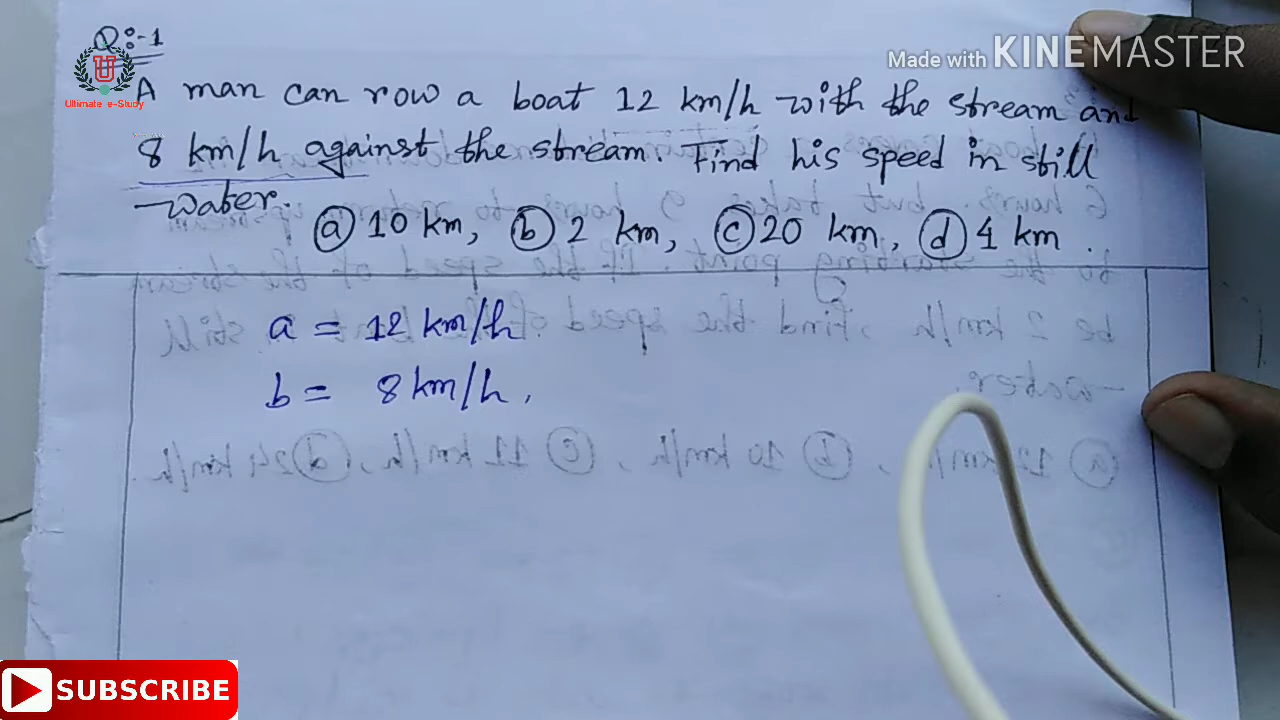 Q:-1
Ultimate e-Study
Made with KINEMASTER
A man can row a boat 12 km/h with the stream and
8 km/h against the stream. Find his speed in still
water.
(a) 10 km, (b) 2 km, (c) 20 km, (d) 4 km.
a = 12 km/h.
b = 8 km/h,
SUBSCRIBE